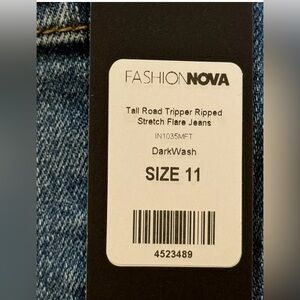 FASHIONNOVA
Tall Road Tripper Ripped
Stretch Flare Jeans
IN1035MFT
DarkWash
SIZE 11
4523489